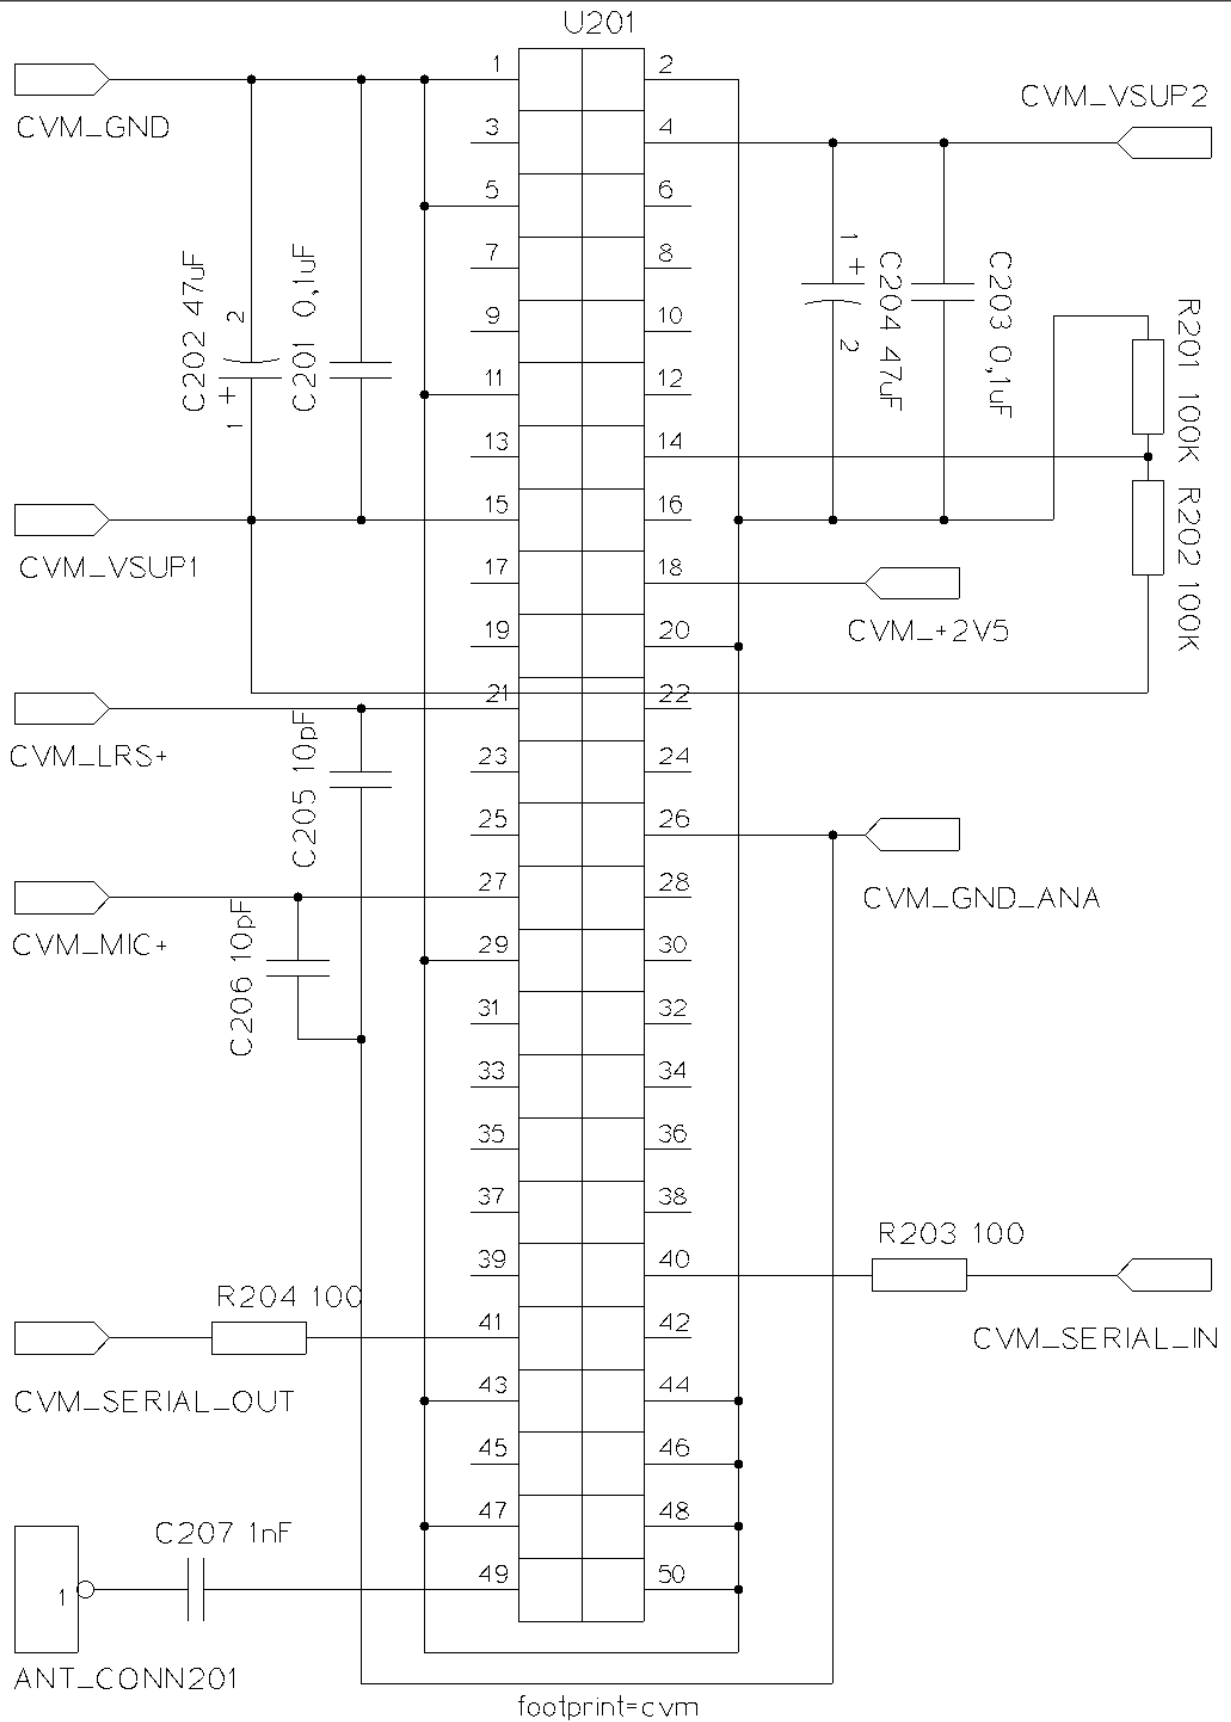 U201
1
2
CVM_GND
CVM_VSUP2
3
4
5
6
7
8
C202 47uF
2
1 +
C201 0,1uF
1 +
2
C204 47uF
C203 0,1uF
R201 100K
9
10
11
12
13
14
15
16
CVM_VSUP1
R202 100K
17
18
CVM_+2V5
19
20
21
22
CVM_LRS+
C205 10pF
23
24
25
26
CVM_GND_ANA
27
28
CVM_MIC+
C206 10pF
29
30
31
32
33
34
35
36
37
38
R203 100
39
40
R204 100
CVM_SERIAL_IN
41
42
CVM_SERIAL_OUT
43
44
45
46
47
48
C207 1nF
49
50
1
ANT_CONN201
footprint=cvm